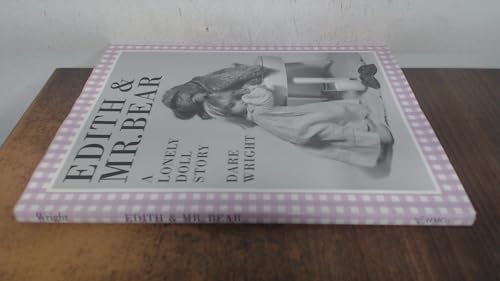 EDITH &
MR. BEAR
A
LONELY
DOLL
STORY
DARE
WRIGHT
Wright
EDITH & MR. BEAR